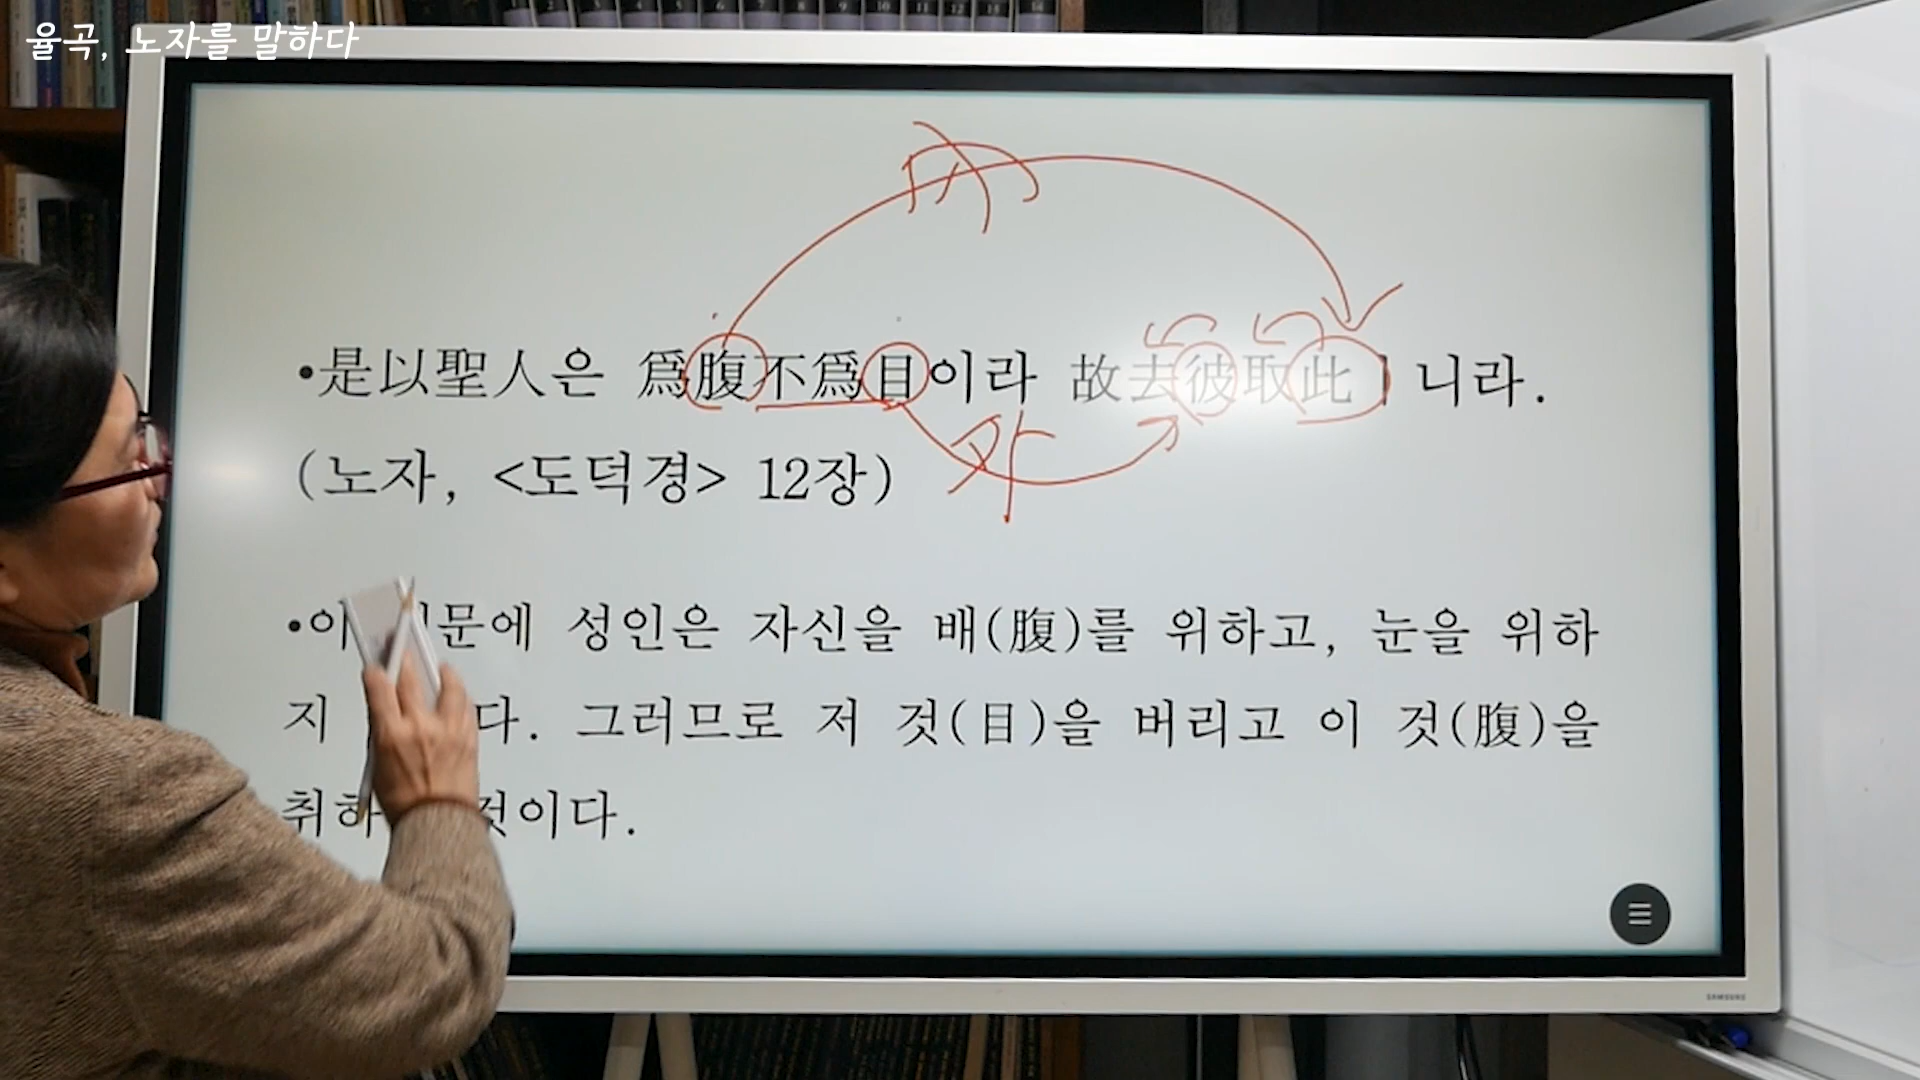 율곡, 노자를 말하다
•是以聖人은 爲腹不爲目이라 故去彼取此ㅣ니라.
(노자, <도덕경> 12장)
•이 문에 성인은 자신을 배(腹)를 위하고, 눈을 위하
지 다. 그러므로 저 것(目)을 버리고 이 것(腹)을
취하 것이다.
SAMSUNG